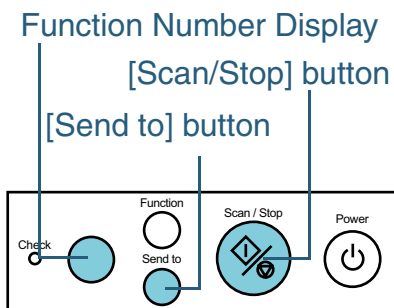 Function Number Display
[Scan/Stop] button
[Send to] button
Function
Scan / Stop
Power
Check
Send to